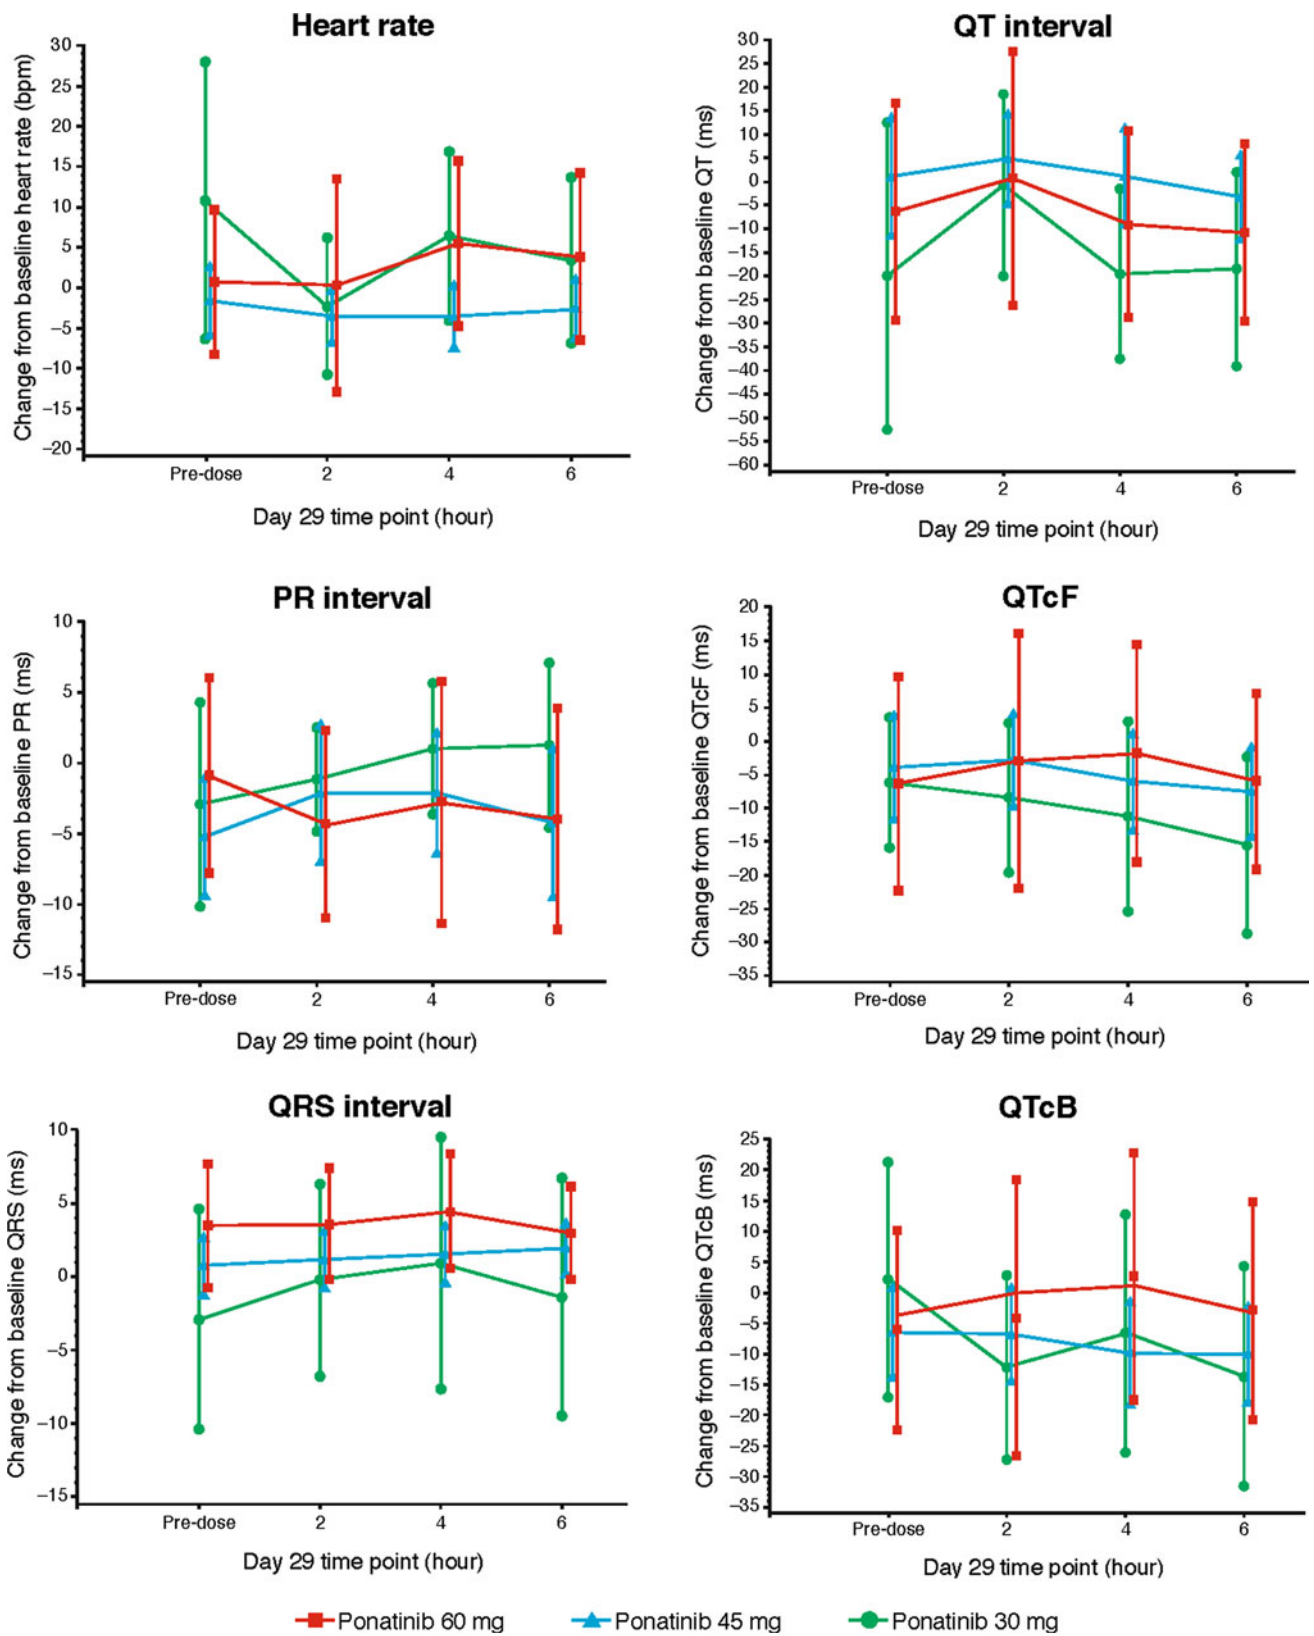 Heart rate
Change from baseline heart rate (bpm)
30
25
20
15
10
5
0
−5
−10
−15
−20
Pre-dose 2 4 6
Day 29 time point (hour)
QT interval
Change from baseline QT (ms)
30
25
20
15
10
5
0
−5
−10
−15
−20
−25
−30
−35
−40
−45
−50
−55
−60
Pre-dose 2 4 6
Day 29 time point (hour)
PR interval
Change from baseline PR (ms)
10
5
0
−5
−10
−15
Pre-dose 2 4 6
Day 29 time point (hour)
QTcF
Change from baseline QTcF (ms)
20
15
10
5
0
−5
−10
−15
−20
−25
−30
−35
Pre-dose 2 4 6
Day 29 time point (hour)
QRS interval
Change from baseline QRS (ms)
10
5
0
−5
−10
−15
Pre-dose 2 4 6
Day 29 time point (hour)
QTcB
Change from baseline QTcB (ms)
25
20
15
10
5
0
−5
−10
−15
−20
−25
−30
−35
Pre-dose 2 4 6
Day 29 time point (hour)
Ponatinib 60 mg Ponatinib 45 mg Ponatinib 30 mg